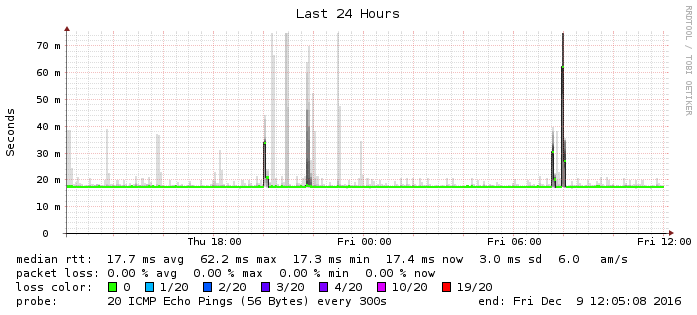 Last 24 Hours
RRDTOOL / TOBI OETIKER
Seconds
70 m
60 m
50 m
40 m
30 m
20 m
10 m
0
Thu 18:00 Fri 00:00 Fri 06:00 Fri 12:00
median rtt: 17.7 ms avg 62.2 ms max 17.3 ms min 17.4 ms now 3.0 ms sd 6.0 am/s
packet loss: 0.00 % avg 0.00 % max 0.00 % min 0.00 % now
loss color: 0 1/20 2/20 3/20 4/20 10/20 19/20
probe: 20 ICMP Echo Pings (56 Bytes) every 300s end: Fri Dec 9 12:05:08 2016